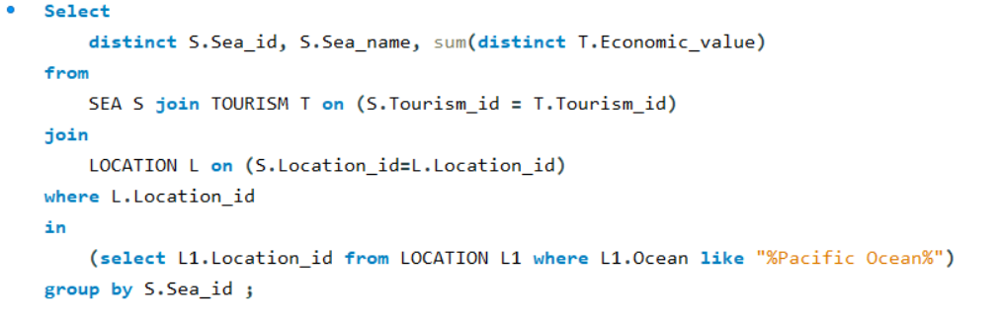 Select
distinct S.Sea_id, S.Sea_name, sum(distinct T.Economic_value)
from
SEA S join TOURISM T on (S.Tourism_id = T.Tourism_id)
join
LOCATION L on (S.Location_id=L.Location_id)
where L.Location_id
in
(select L1.Location_id from LOCATION L1 where L1.Ocean like "%Pacific Ocean%")
group by S.Sea_id ;